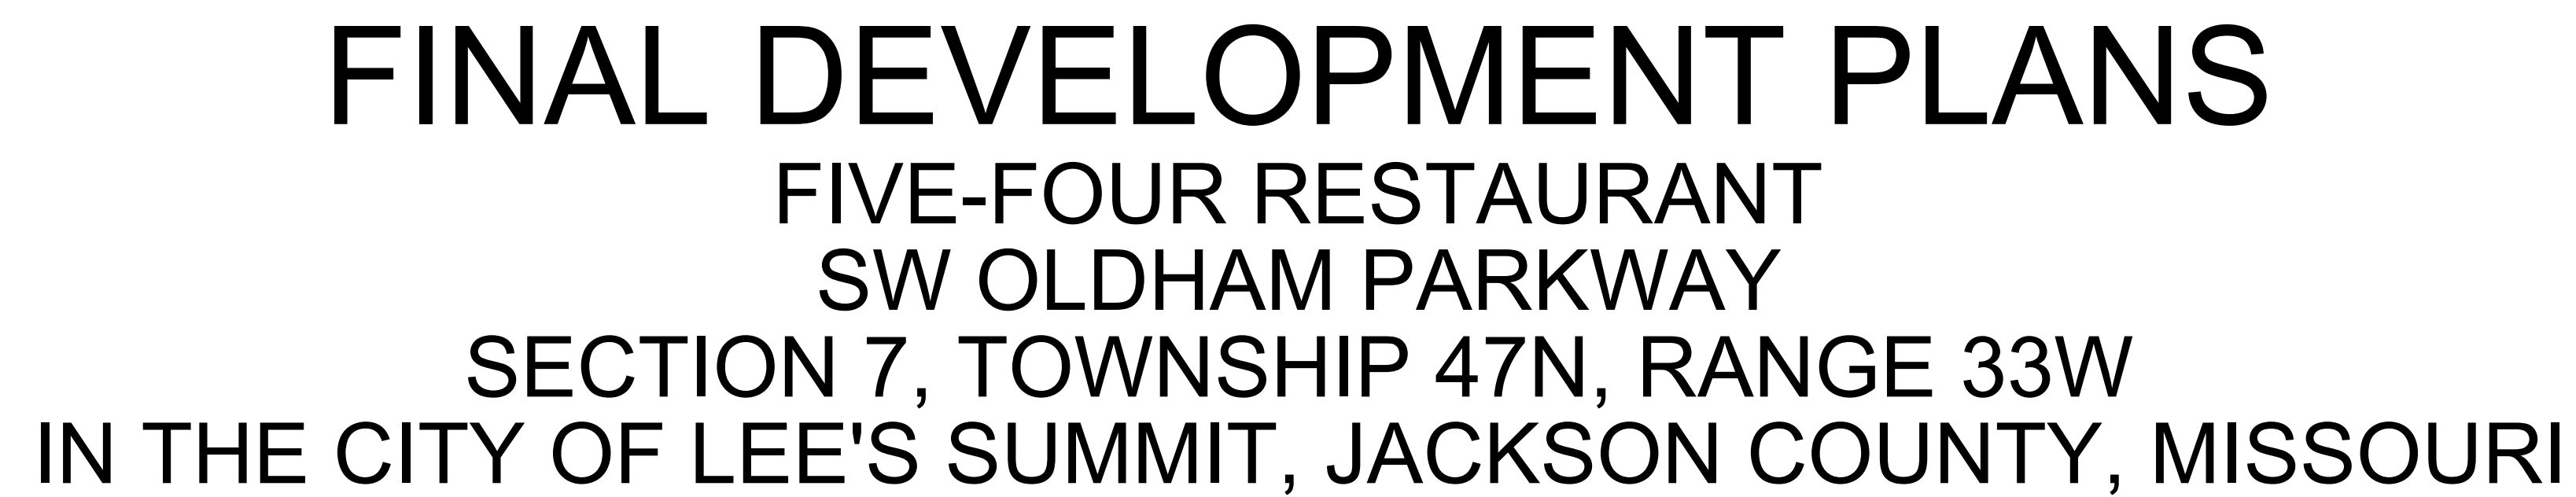 FINAL DEVELOPMENT PLANS
FIVE-FOUR RESTAURANT
SW OLDHAM PARKWAY
SECTION 7, TOWNSHIP 47N, RANGE 33W
IN THE CITY OF LEE'S SUMMIT, JACKSON COUNTY, MISSOURI